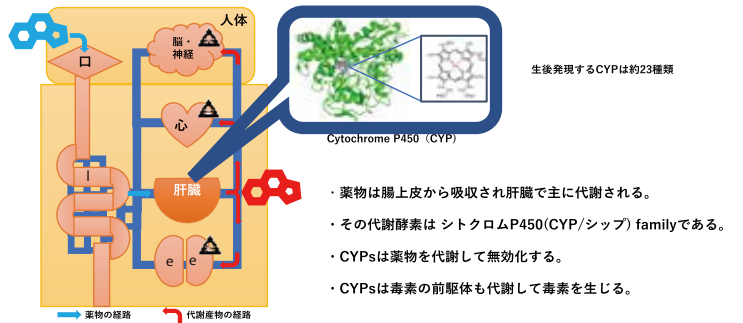 人体
口
脳・
神経
心
肝臓
I
e
e
Cytochrome P450（CYP）
生後発現するCYPは約23種類
・薬物は腸上皮から吸収され肝臓で主に代謝される。
・その代謝酵素は シトクロムP450(CYP/シップ) familyである。
・CYPsは薬物を代謝して無効化する。
・CYPsは毒素の前駆体も代謝して毒素を生じる。
薬物の経路
代謝産物の経路